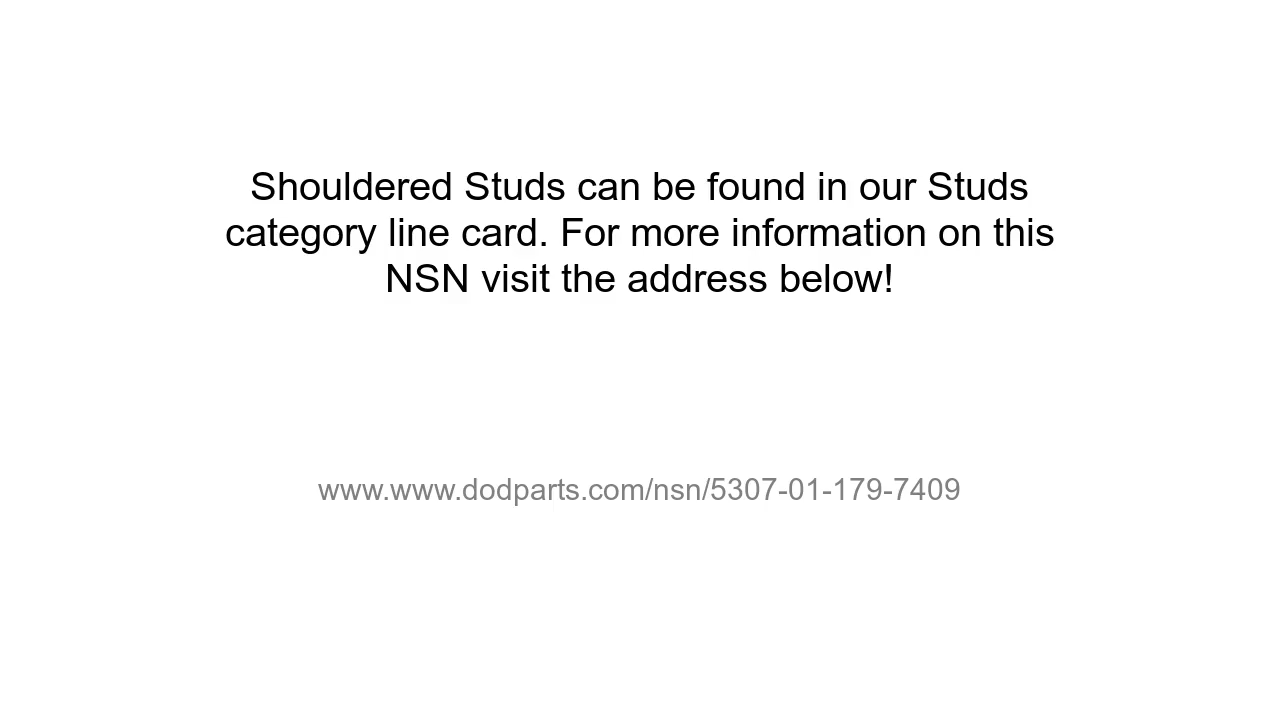 Shouldered Studs can be found in our Studs
category line card. For more information on this
NSN visit the address below!
www.www.dodparts.com/nsn/5307-01-179-7409